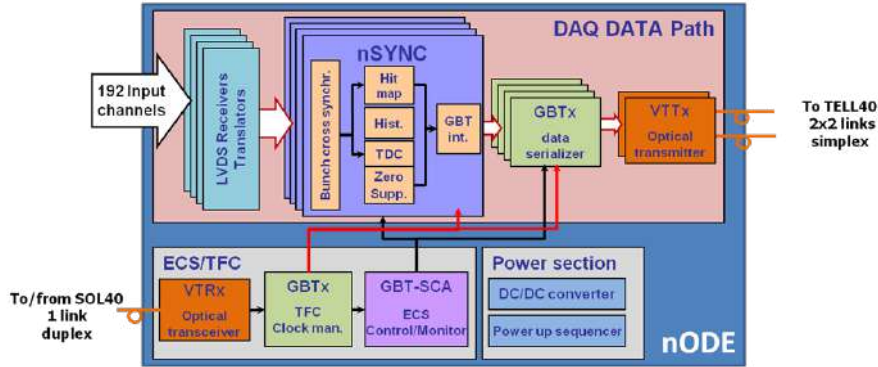 DAQ DATA Path
192 Input
channels
LVDS Receivers
Translators
nSYNC
Bunch cross synchr.
Hit
map
Hist.
TDC
Zero
Supp.
GBT
int.
GBTx
data
serializer
VTTx
Optical
transmitter
To TELL40
2x2 links
simplex
ECS/TFC
VTRx
Optical
transceiver
GBTx
TFC
Clock man.
GBT-SCA
ECS
Control/Monitor
To/from SOL40
1 link
duplex
Power section
DC/DC converter
Power up sequencer
nODE